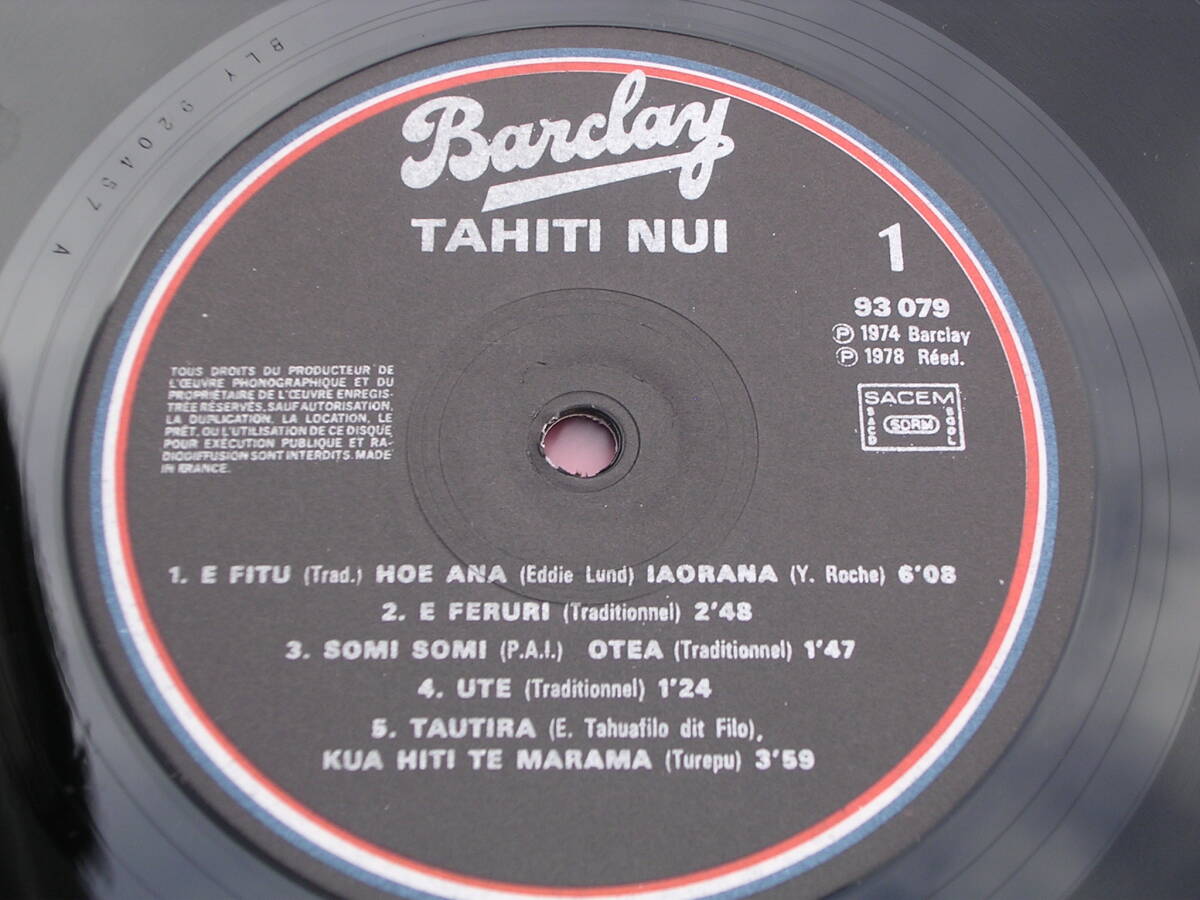 BLY 920457 A
Barclay
TAHITI NUI
1
93 079
Ⓟ 1974 Barclay
Ⓟ 1978 Réed.
SACEM
SACD SDRM SGDL
TOUS DROITS DU PRODUCTEUR DE
L'ŒUVRE PHONOGRAPHIQUE ET DU
PROPRIÉTAIRE DE L'ŒUVRE ENREGIS-
TRÉE RÉSERVÉS, SAUF AUTORISATION,
LA DUPLICATION, LA LOCATION, LE
PRÊT, OU L'UTILISATION DE CE DISQUE
POUR EXÉCUTION PUBLIQUE ET RA-
DIODIFFUSION SONT INTERDITS. MADE
IN FRANCE.
1. E FITU (Trad.) HOE ANA (Eddie Lund) IAORANA (Y. Roche) 6'08
2. E FERURI (Traditionnel) 2'48
3. SOMI SOMI (P.A.I.) OTEA (Traditionnel) 1'47
4. UTE (Traditionnel) 1'24
5. TAUTIRA (E. Tahuafilo dit Filo),
KUA HITI TE MARAMA (Turepu) 3'59